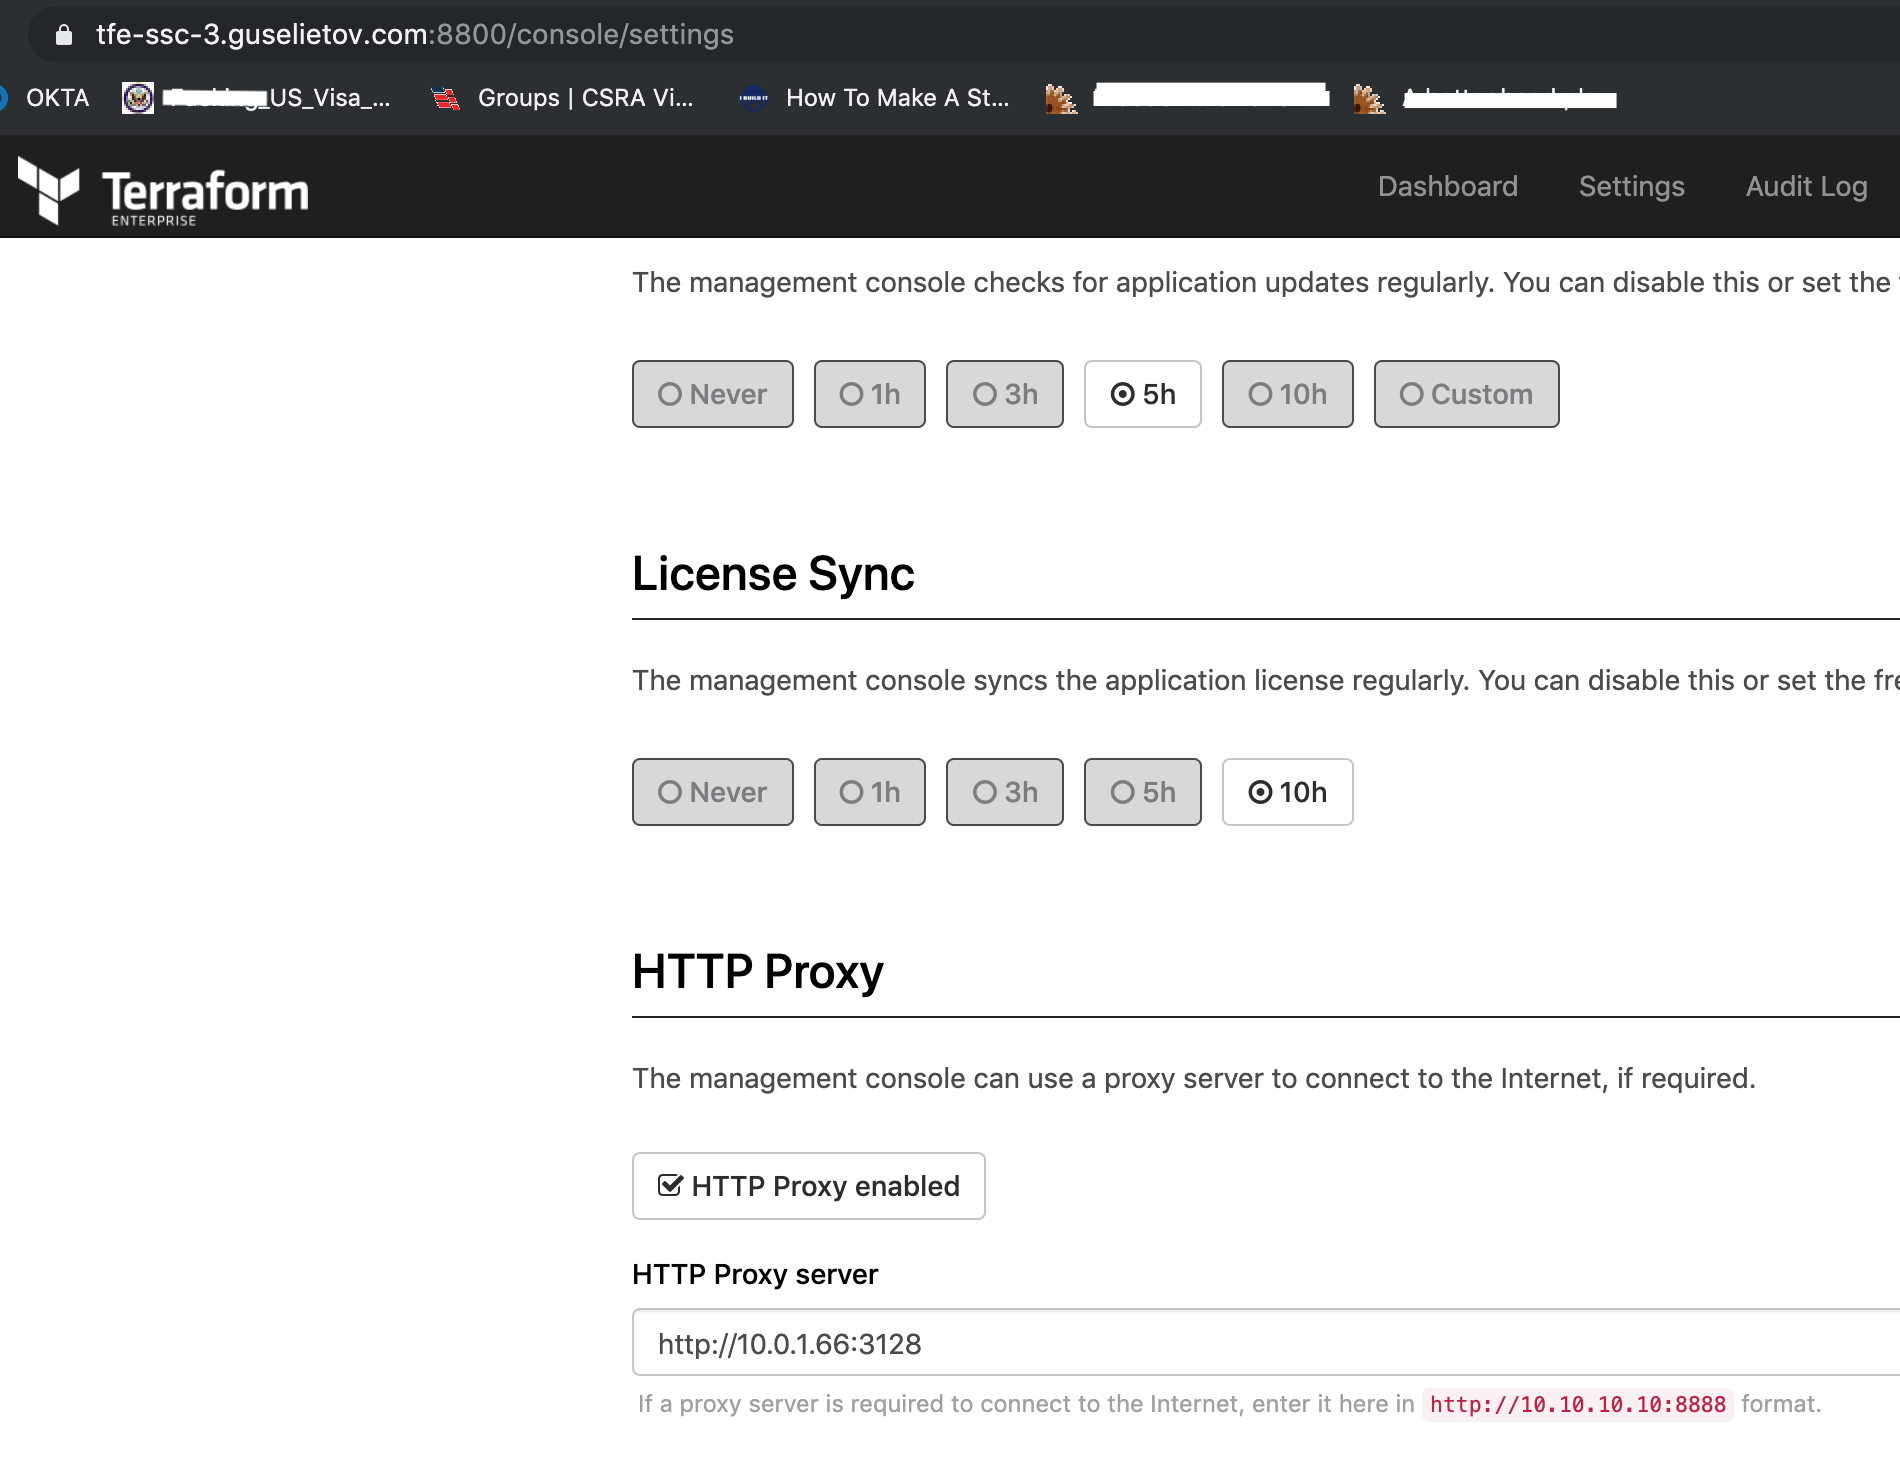 tfe-ssc-3.guselietov.com:8800/console/settings
OKTA
_US_Visa_...
Groups | CSRA Vi...
I BUILD IT
How To Make A St...
Terraform
ENTERPRISE
Dashboard
Settings
Audit Log
The management console checks for application updates regularly. You can disable this or set the
Never
1h
3h
5h
10h
Custom
License Sync
The management console syncs the application license regularly. You can disable this or set the fre
Never
1h
3h
5h
10h
HTTP Proxy
The management console can use a proxy server to connect to the Internet, if required.
HTTP Proxy enabled
HTTP Proxy server
http://10.0.1.66:3128
If a proxy server is required to connect to the Internet, enter it here in http://10.10.10.10:8888 format.